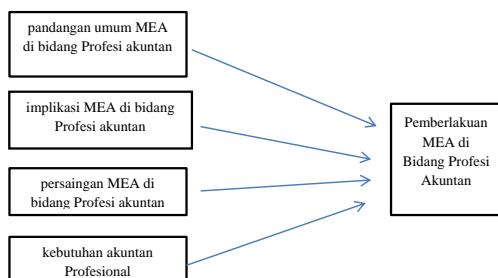 pandangan umum MEA
di bidang Profesi akuntan
implikasi MEA di bidang
Profesi akuntan
persaingan MEA di
bidang Profesi akuntan
kebutuhan akuntan
Profesional
Pemberlakuan
MEA di
Bidang Profesi
Akuntan